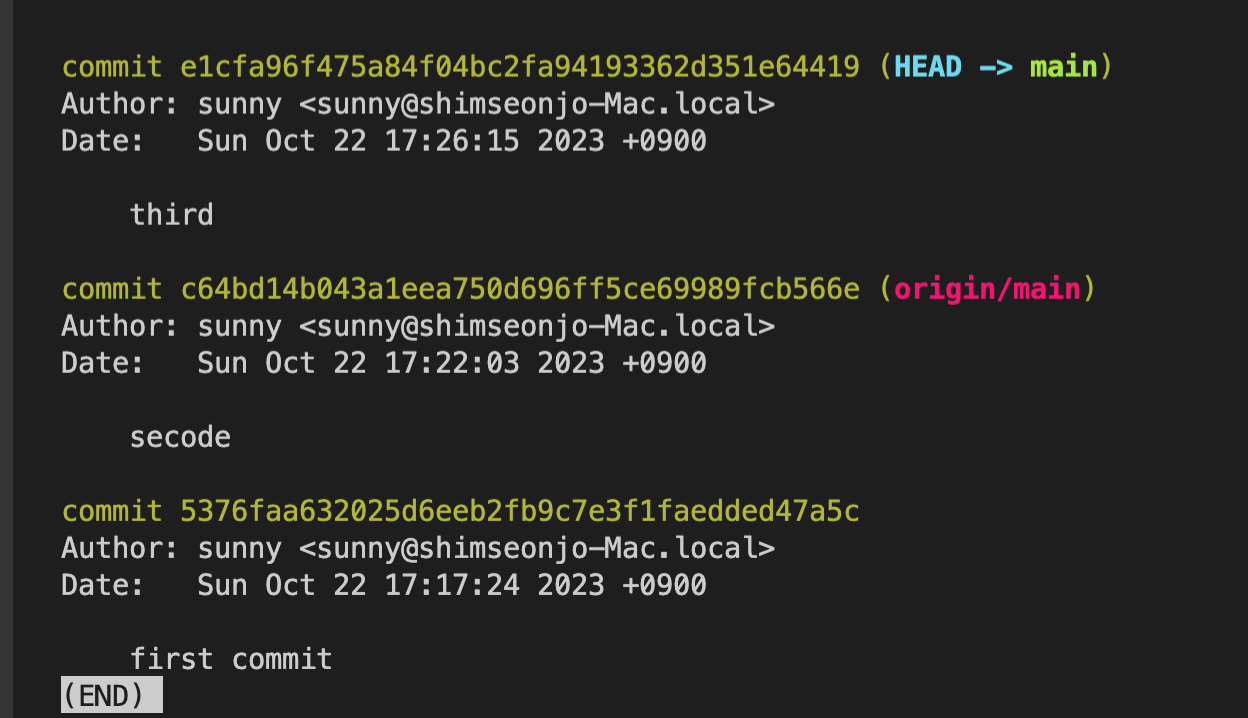 commit e1cfa96f475a84f04bc2fa94193362d351e64419 (HEAD -> main)
Author: sunny <sunny@shimseonjo-Mac.local>
Date:   Sun Oct 22 17:26:15 2023 +0900
third
commit c64bd14b043a1eea750d696ff5ce69989fcb566e (origin/main)
Author: sunny <sunny@shimseonjo-Mac.local>
Date:   Sun Oct 22 17:22:03 2023 +0900
secode
commit 5376faa632025d6eeb2fb9c7e3f1faedded47a5c
Author: sunny <sunny@shimseonjo-Mac.local>
Date:   Sun Oct 22 17:17:24 2023 +0900
first commit
(END)